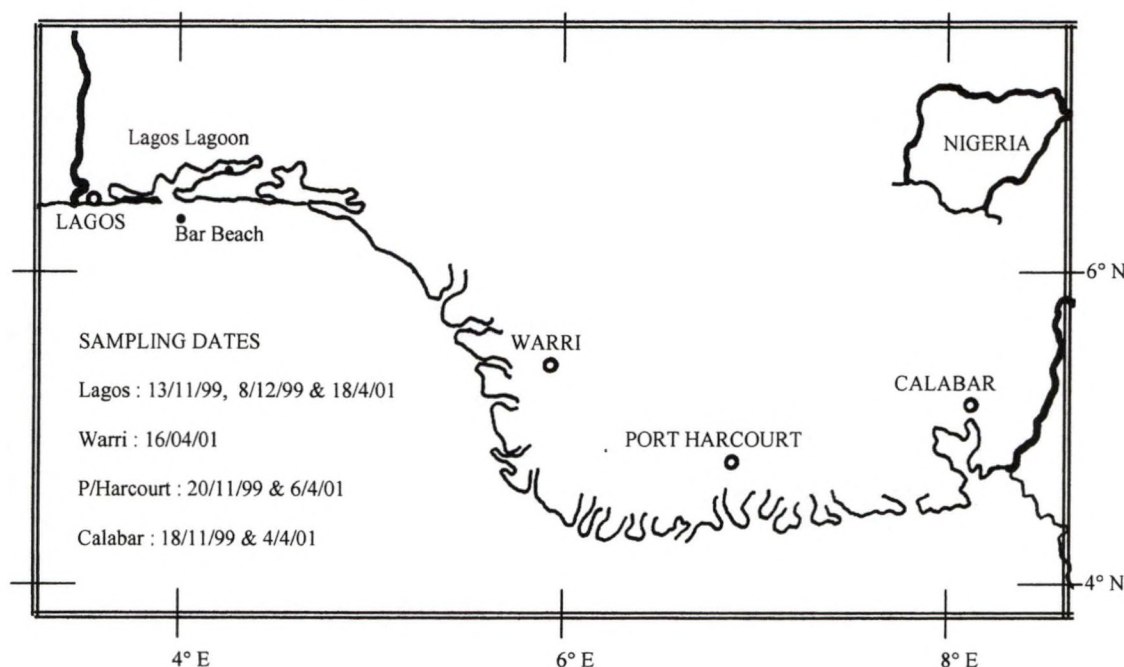 Lagos Lagoon
NIGERIA
LAGOS
Bar Beach
6° N
SAMPLING DATES
WARRI
Lagos : 13/11/99, 8/12/99 & 18/4/01
CALABAR
Warri : 16/04/01
PORT HARCOURT
P/Harcourt : 20/11/99 & 6/4/01
Calabar : 18/11/99 & 4/4/01
4° N
4° E
6° E
8° E